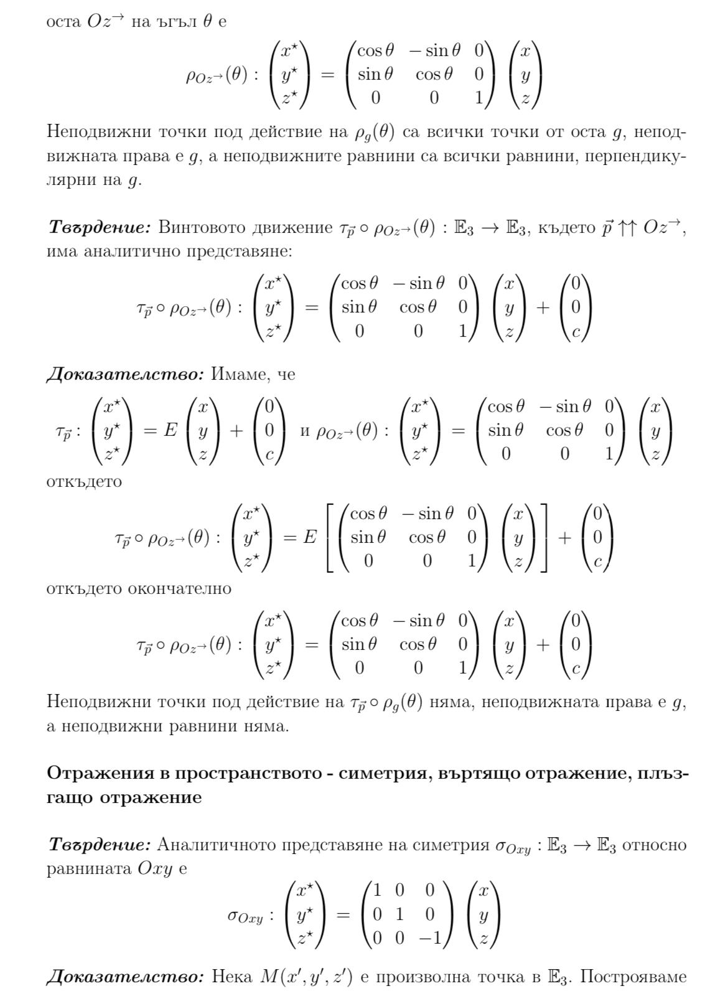 оста $Oz^{\rightarrow}$ на ъгъл $\theta$ е
$\rho_{Oz^{\rightarrow}}(\theta) : \begin{pmatrix} x^\star \\ y^\star \\ z^\star \end{pmatrix} = \begin{pmatrix} \cos\theta & -\sin\theta & 0 \\ \sin\theta & \cos\theta & 0 \\ 0 & 0 & 1 \end{pmatrix} \begin{pmatrix} x \\ y \\ z \end{pmatrix}$
Неподвижни точки под действие на $\rho_g(\theta)$ са всички точки от оста $g$, непод-
вижната права е $g$, а неподвижните равнини са всички равнини, перпендику-
лярни на $g$.
Твърдение: Винтовото движение $\tau_{\vec{p}} \circ \rho_{Oz^{\rightarrow}}(\theta) : \mathbb{E}_3 \to \mathbb{E}_3$, където $\vec{p} \uparrow\uparrow Oz^{\rightarrow}$,
има аналитично представяне:
$\tau_{\vec{p}} \circ \rho_{Oz^{\rightarrow}}(\theta) : \begin{pmatrix} x^\star \\ y^\star \\ z^\star \end{pmatrix} = \begin{pmatrix} \cos\theta & -\sin\theta & 0 \\ \sin\theta & \cos\theta & 0 \\ 0 & 0 & 1 \end{pmatrix} \begin{pmatrix} x \\ y \\ z \end{pmatrix} + \begin{pmatrix} 0 \\ 0 \\ c \end{pmatrix}$
Доказателство: Имаме, че
$\tau_{\vec{p}} : \begin{pmatrix} x^\star \\ y^\star \\ z^\star \end{pmatrix} = E \begin{pmatrix} x \\ y \\ z \end{pmatrix} + \begin{pmatrix} 0 \\ 0 \\ c \end{pmatrix}$ и $\rho_{Oz^{\rightarrow}}(\theta) : \begin{pmatrix} x^\star \\ y^\star \\ z^\star \end{pmatrix} = \begin{pmatrix} \cos\theta & -\sin\theta & 0 \\ \sin\theta & \cos\theta & 0 \\ 0 & 0 & 1 \end{pmatrix} \begin{pmatrix} x \\ y \\ z \end{pmatrix}$
откъдето
$\tau_{\vec{p}} \circ \rho_{Oz^{\rightarrow}}(\theta) : \begin{pmatrix} x^\star \\ y^\star \\ z^\star \end{pmatrix} = E \left[ \begin{pmatrix} \cos\theta & -\sin\theta & 0 \\ \sin\theta & \cos\theta & 0 \\ 0 & 0 & 1 \end{pmatrix} \begin{pmatrix} x \\ y \\ z \end{pmatrix} \right] + \begin{pmatrix} 0 \\ 0 \\ c \end{pmatrix}$
откъдето окончателно
$\tau_{\vec{p}} \circ \rho_{Oz^{\rightarrow}}(\theta) : \begin{pmatrix} x^\star \\ y^\star \\ z^\star \end{pmatrix} = \begin{pmatrix} \cos\theta & -\sin\theta & 0 \\ \sin\theta & \cos\theta & 0 \\ 0 & 0 & 1 \end{pmatrix} \begin{pmatrix} x \\ y \\ z \end{pmatrix} + \begin{pmatrix} 0 \\ 0 \\ c \end{pmatrix}$
Неподвижни точки под действие на $\tau_{\vec{p}} \circ \rho_g(\theta)$ няма, неподвижната права е $g$,
а неподвижни равнини няма.
Отражения в пространството - симетрия, въртящо отражение, плъз-
гащо отражение
Твърдение: Аналитичното представяне на симетрия $\sigma_{Oxy} : \mathbb{E}_3 \to \mathbb{E}_3$ относно
равнината $Oxy$ е
$\sigma_{Oxy} : \begin{pmatrix} x^\star \\ y^\star \\ z^\star \end{pmatrix} = \begin{pmatrix} 1 & 0 & 0 \\ 0 & 1 & 0 \\ 0 & 0 & -1 \end{pmatrix} \begin{pmatrix} x \\ y \\ z \end{pmatrix}$
Доказателство: Нека $M(x', y', z')$ е произволна точка в $\mathbb{E}_3$. Построяваме